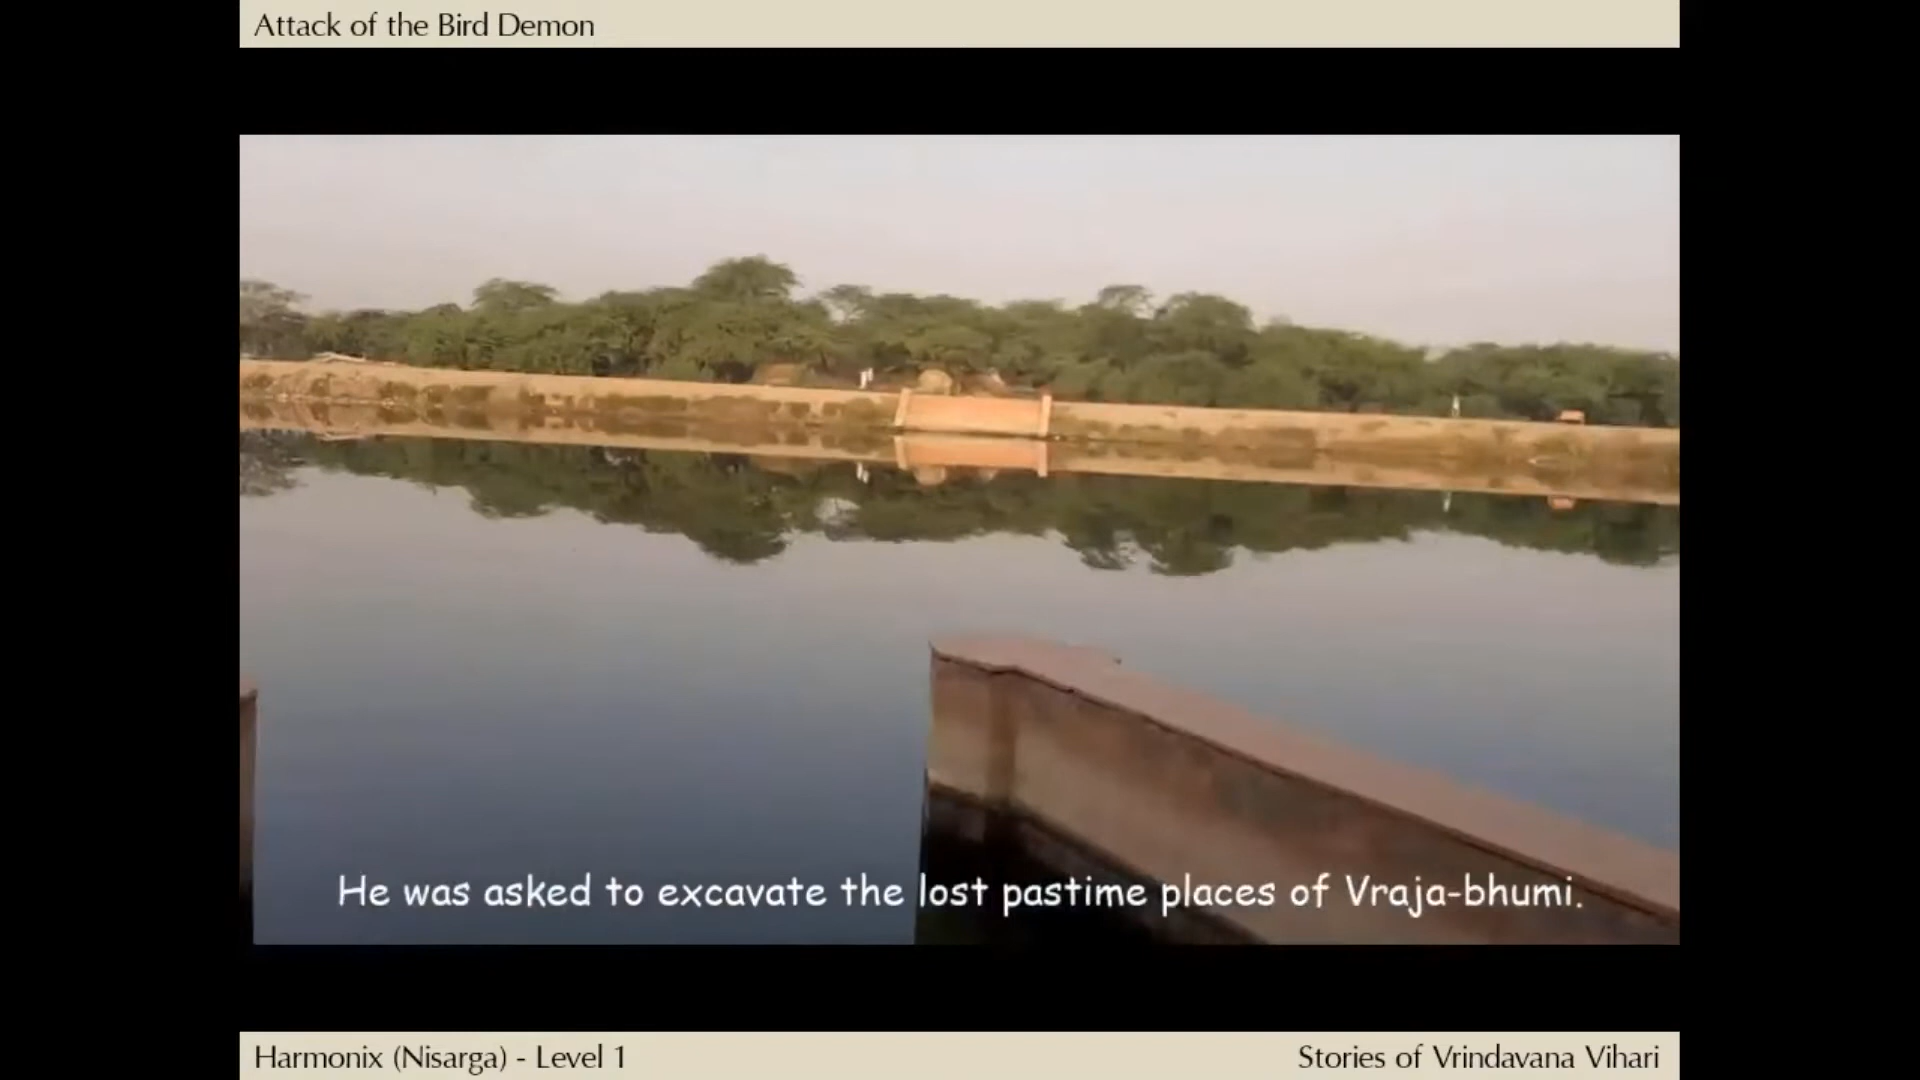 Attack of the Bird Demon
He was asked to excavate the lost pastime places of Vraja-bhumi.
Harmonix (Nisarga) - Level 1
Stories of Vrindavana Vihari